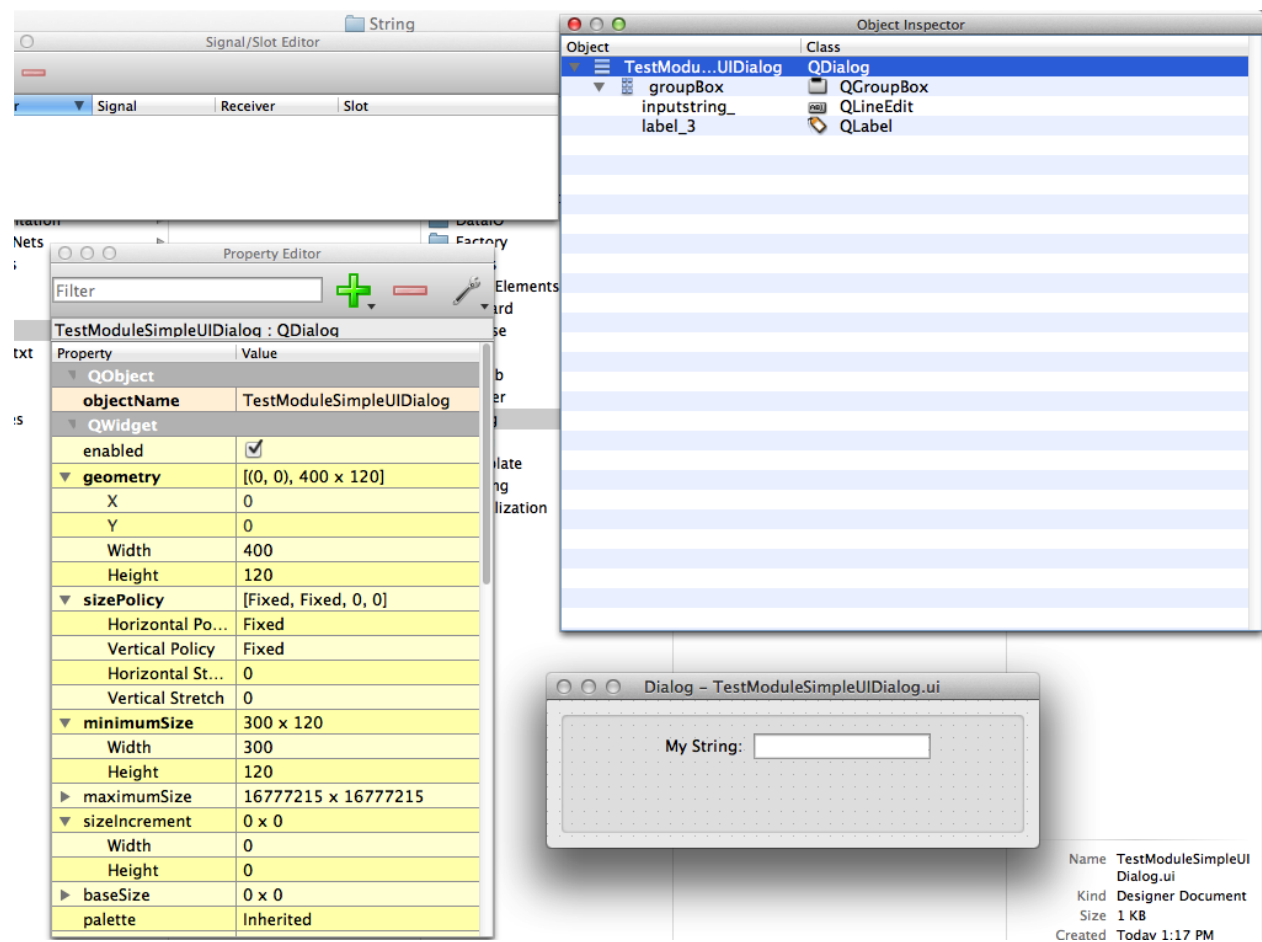 String
Signal/Slot Editor
Signal Receiver Slot
Object Inspector
Object Class
TestModu...UIDialog QDialog
groupBox QGroupBox
inputstring_ QLineEdit
label_3 QLabel
DataIO
Nets
Factory
Elements
txt
Property Editor
Filter
TestModuleSimpleUIDialog : QDialog
Property Value
QObject
objectName TestModuleSimpleUIDialog
QWidget
enabled
geometry [(0, 0), 400 x 120]
X 0
Y 0
Width 400
Height 120
sizePolicy [Fixed, Fixed, 0, 0]
Horizontal Po... Fixed
Vertical Policy Fixed
Horizontal St... 0
Vertical Stretch 0
minimumSize 300 x 120
Width 300
Height 120
maximumSize 16777215 x 16777215
sizeIncrement 0 x 0
Width 0
Height 0
baseSize 0 x 0
palette Inherited
Dialog – TestModuleSimpleUIDialog.ui
My String:
Name TestModuleSimpleUI
Dialog.ui
Kind Designer Document
Size 1 KB
Created Today 1:17 PM